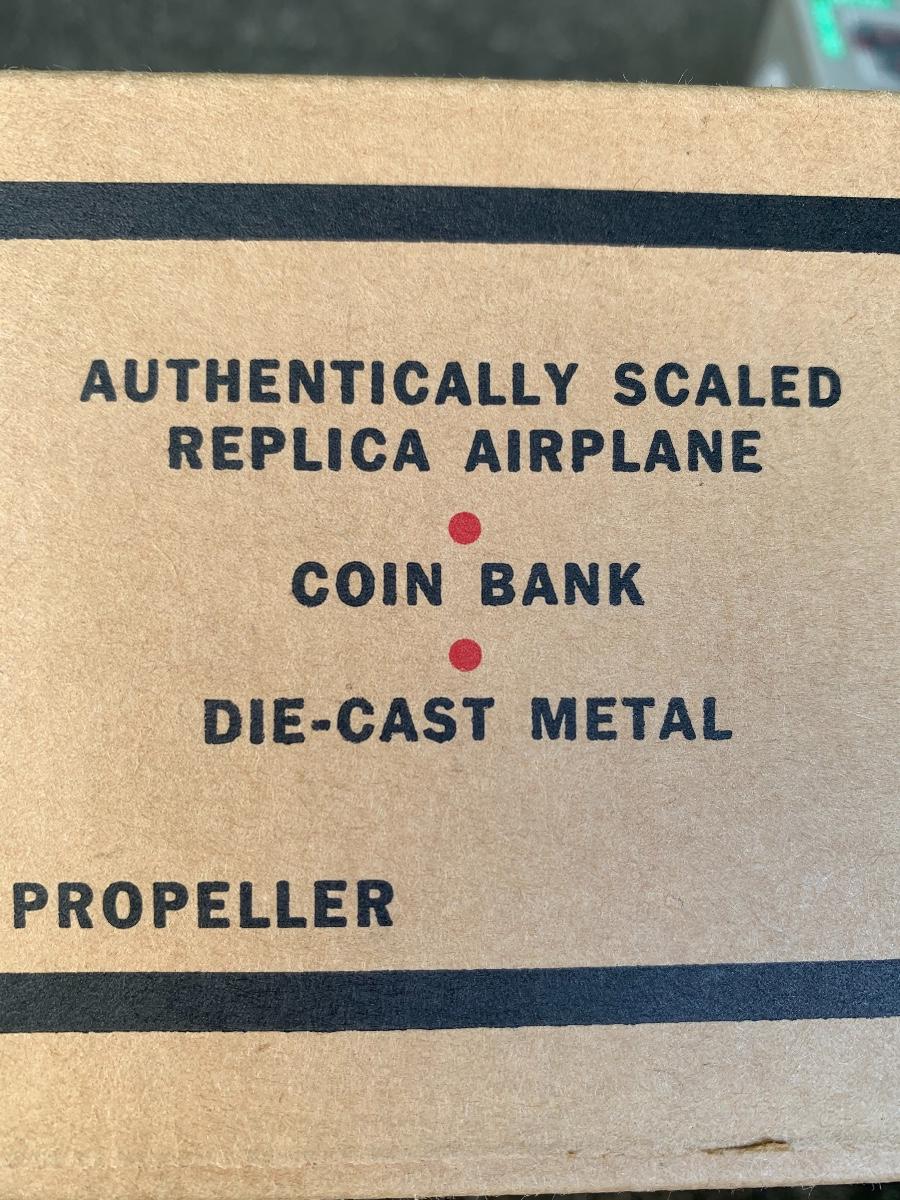 AUTHENTICALLY SCALED
REPLICA AIRPLANE
COIN BANK
DIE-CAST METAL
PROPELLER